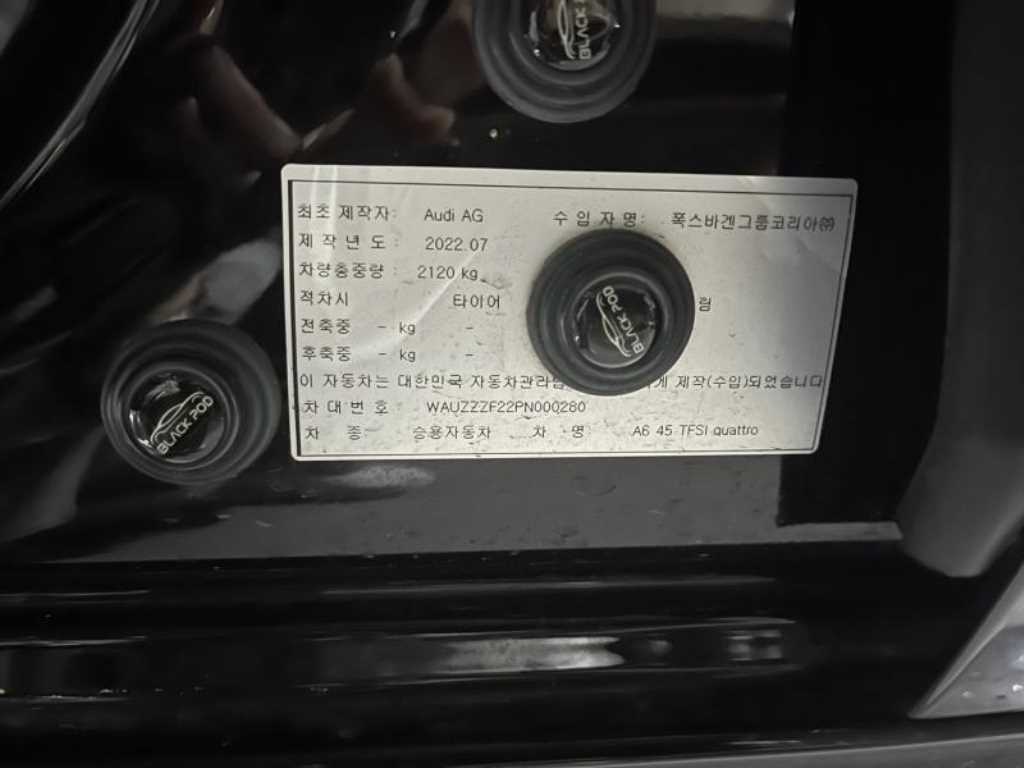 BLACK POD
최초 제작자: Audi AG 수 입 자 명: 폭스바겐그룹코리아㈜
제 작 년 도 : 2022.07
차량총중량 : 2120 kg
적차시 타이어 림
전축중 - kg -
후축중 - kg -
BLACK POD
이 자동차는 대한민국 자동차관리법 게 제작(수입)되었습니다
차 대 번 호 : WAUZZZF22PN000280
차 종: 승용자동차 차 명: A6 45 TFSI quattro
BLACK POD